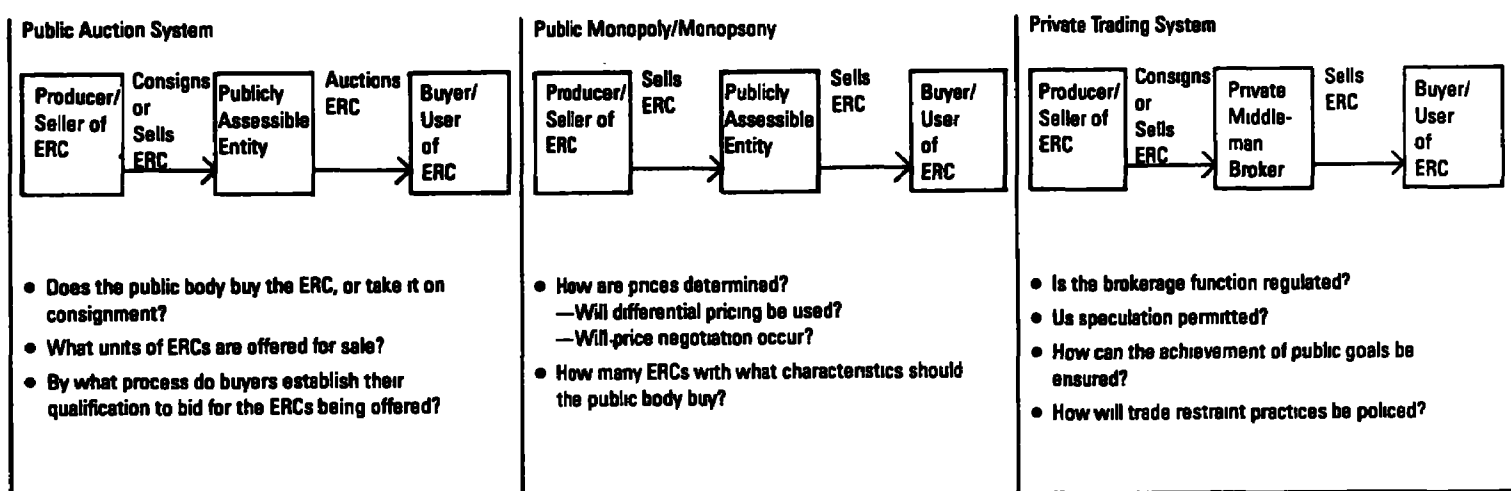 Public Auction System
Producer/
Seller of
ERC
Consigns
or
Sells
ERC
Publicly
Assessible
Entity
Auctions
ERC
Buyer/
User
of
ERC
● Does the public body buy the ERC, or take it on
consignment?
● What units of ERCs are offered for sale?
● By what process do buyers establish their
qualification to bid for the ERCs being offered?
Public Monopoly/Monopsony
Producer/
Seller of
ERC
Sells
ERC
Publicly
Assessible
Entity
Sells
ERC
Buyer/
User
of
ERC
● How are prices determined?
—Will differential pricing be used?
—Will price negotiation occur?
● How many ERCs with what characteristics should
the public body buy?
Private Trading System
Producer/
Seller of
ERC
Consigns
or
Sells
ERC
Private
Middle-
man
Broker
Sells
ERC
Buyer/
User
of
ERC
● Is the brokerage function regulated?
● Us speculation permitted?
● How can the achievement of public goals be
ensured?
● How will trade restraint practices be policed?